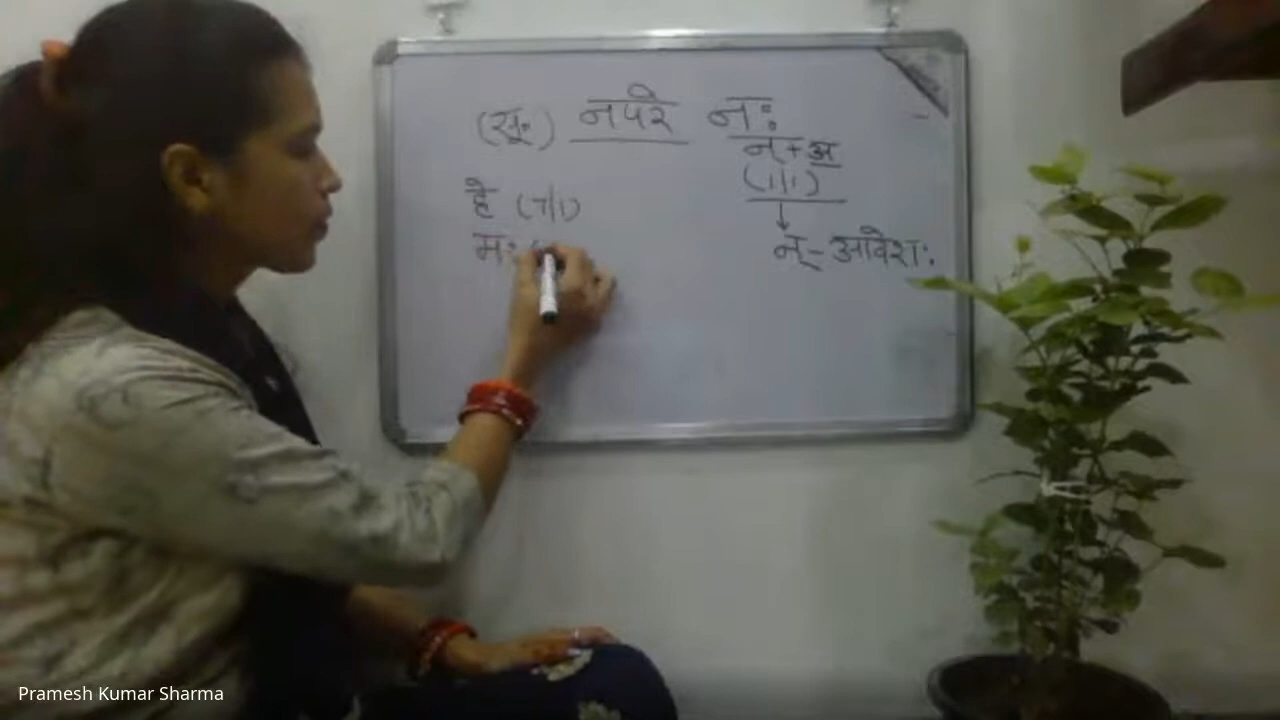 (सू॰) नपरे नः
न् + अ
(1/1)
↓
हे (7/1)
न् - आदेशः
मः
Pramesh Kumar Sharma